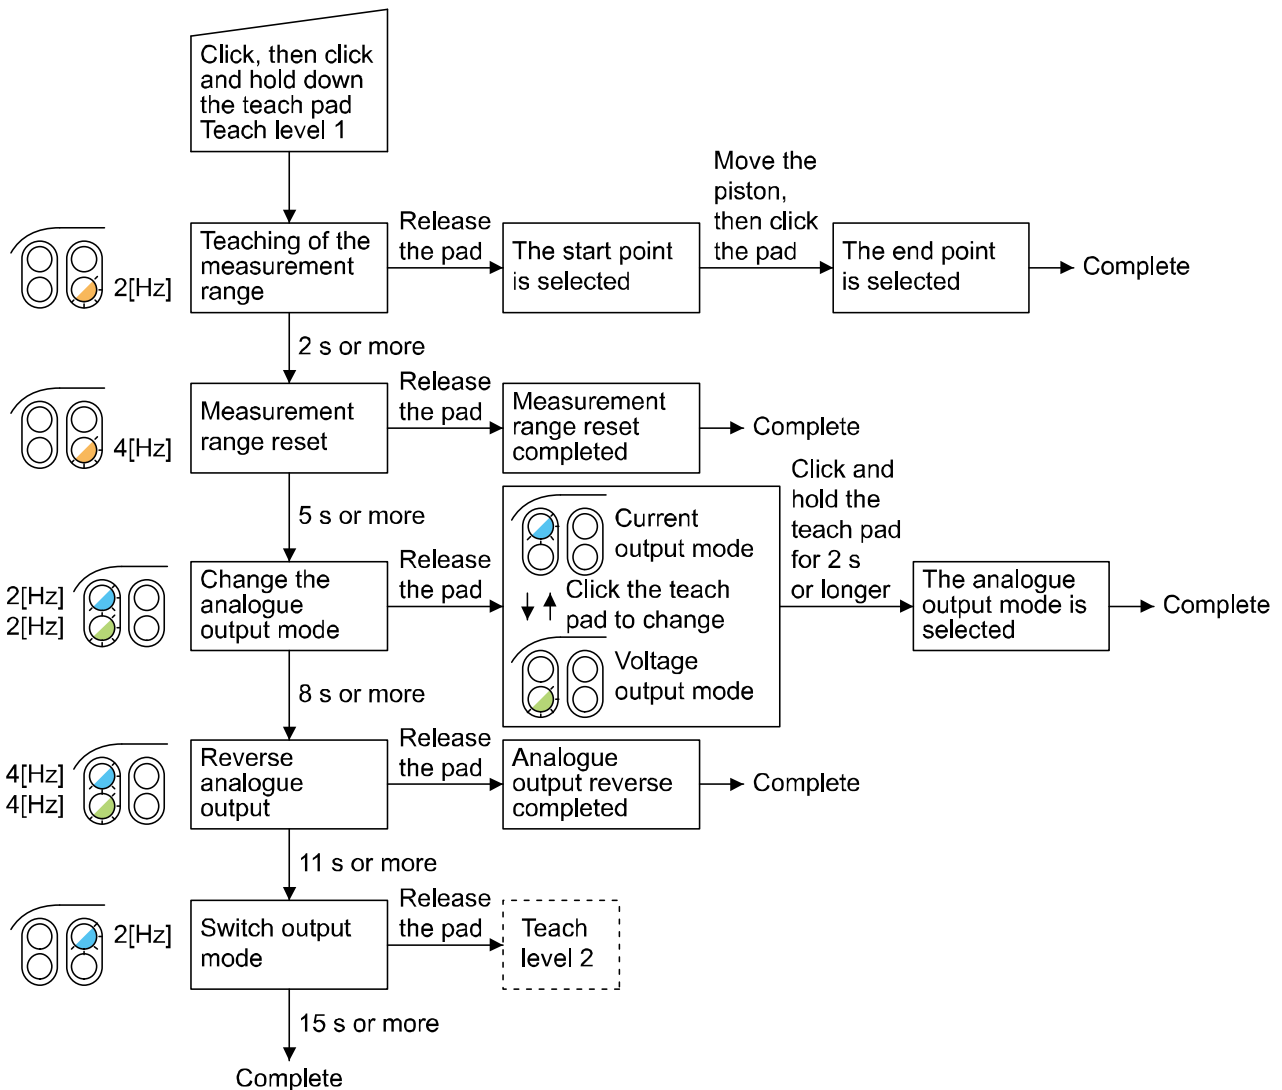 Click, then click
and hold down
the teach pad
Teach level 1
2[Hz]
Teaching of the
measurement
range
Release
the pad
The start point
is selected
Move the
piston,
then click
the pad
The end point
is selected
Complete
2 s or more
4[Hz]
Measurement
range reset
Release
the pad
Measurement
range reset
completed
Complete
5 s or more
2[Hz]
2[Hz]
Change the
analogue
output mode
Release
the pad
Current
output mode
Click the teach
pad to change
Voltage
output mode
Click and
hold the
teach pad
for 2 s
or longer
The analogue
output mode is
selected
Complete
8 s or more
4[Hz]
4[Hz]
Reverse
analogue
output
Release
the pad
Analogue
output reverse
completed
Complete
11 s or more
2[Hz]
Switch output
mode
Release
the pad
Teach
level 2
15 s or more
Complete